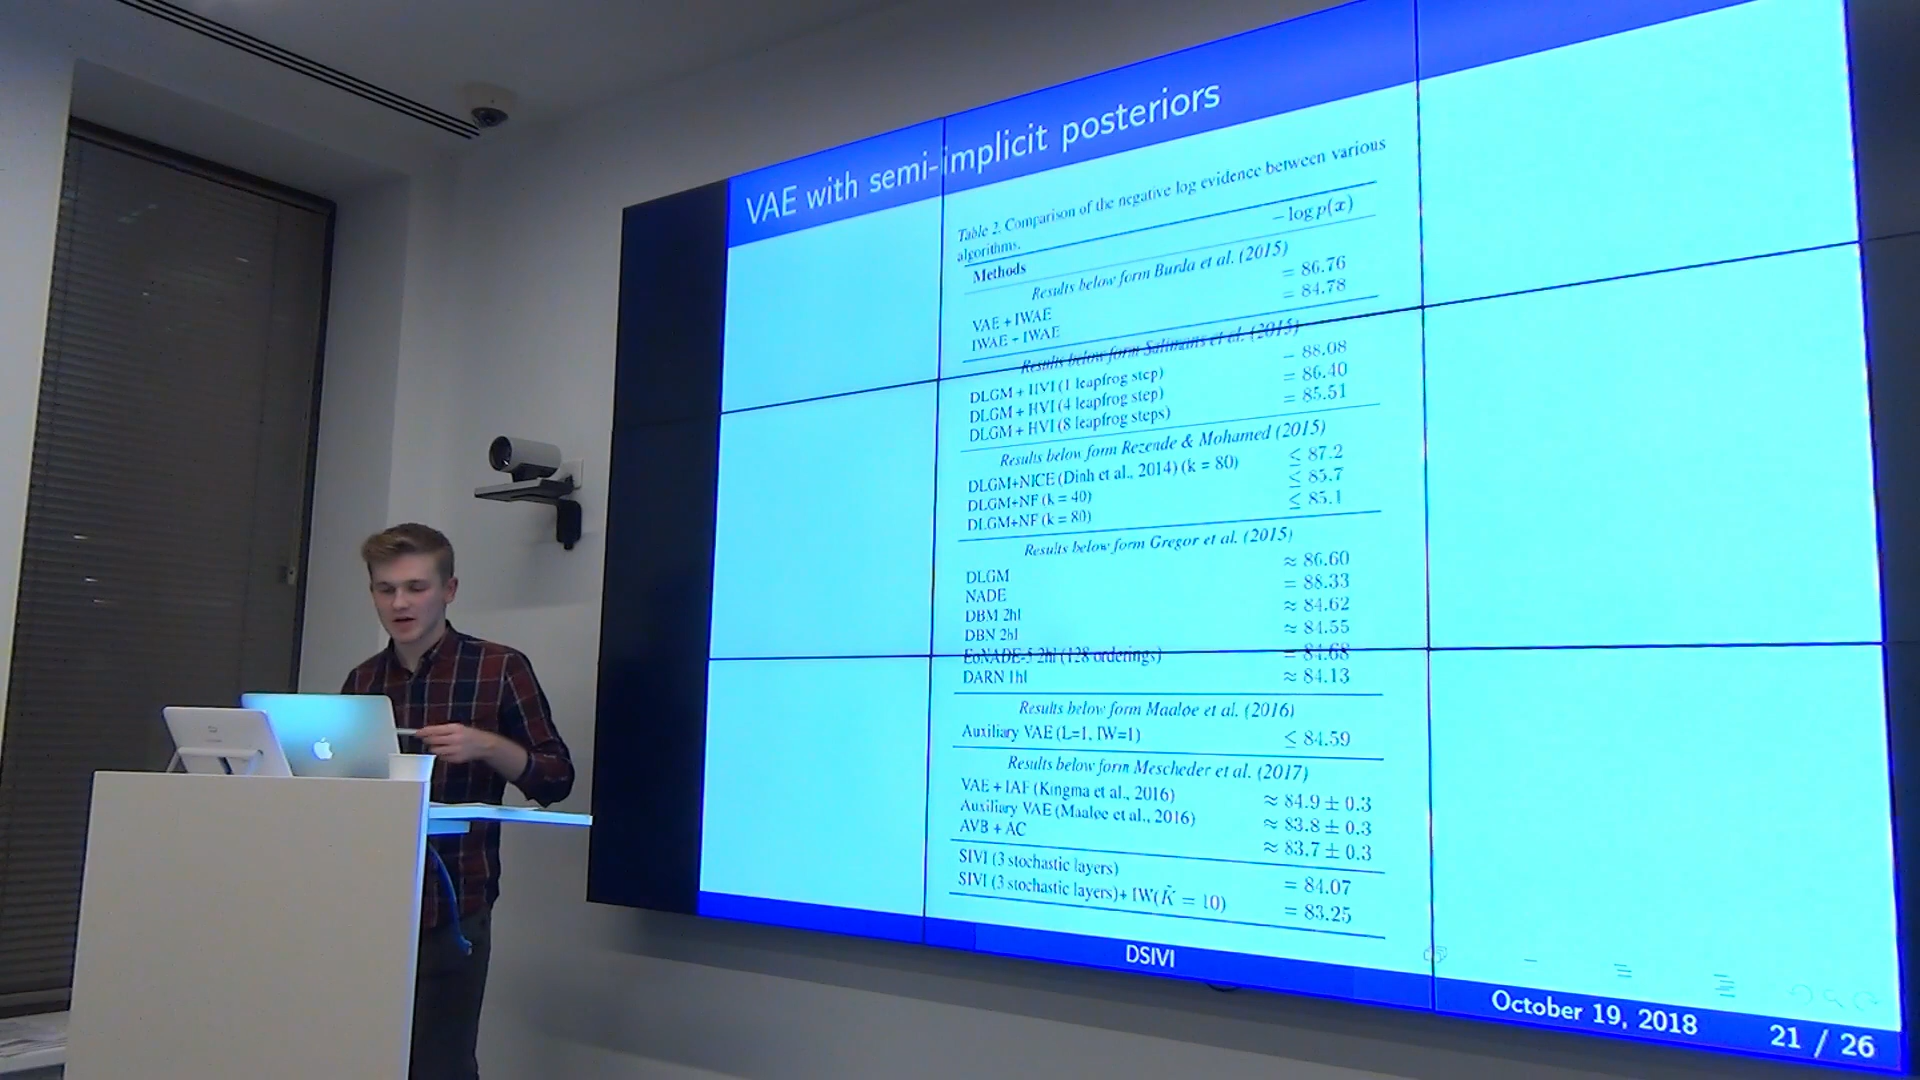 VAE with semi-implicit posteriors
Table 2. Comparison of the negative log evidence between various
algorithms.
Methods − log p(x)
Results below form Burda et al. (2015)
VAE + IWAE = 86.76
IWAE + IWAE = 84.78
Results below form Salimans et al. (2015)
DLGM + HVI (1 leapfrog step) = 88.08
DLGM + HVI (4 leapfrog step) = 86.40
DLGM + HVI (8 leapfrog steps) = 85.51
Results below form Rezende & Mohamed (2015)
DLGM+NICE (Dinh et al., 2014) (k = 80) ≤ 87.2
DLGM+NF (k = 40) ≤ 85.7
DLGM+NF (k = 80) ≤ 85.1
Results below form Gregor et al. (2015)
DLGM ≈ 86.60
NADE = 88.33
DBM 2hl ≈ 84.62
DBN 2hl ≈ 84.55
EoNADE-5 2hl (128 orderings) = 84.68
DARN 1hl ≈ 84.13
Results below form Maaløe et al. (2016)
Auxiliary VAE (L=1, IW=1) ≤ 84.59
Results below form Mescheder et al. (2017)
VAE + IAF (Kingma et al., 2016) ≈ 84.9 ± 0.3
Auxiliary VAE (Maaløe et al., 2016) ≈ 83.8 ± 0.3
AVB + AC ≈ 83.7 ± 0.3
SIVI (3 stochastic layers) = 84.07
SIVI (3 stochastic layers)+ IW(K̃ = 10) = 83.25
DSIVI
October 19, 2018
21 / 26